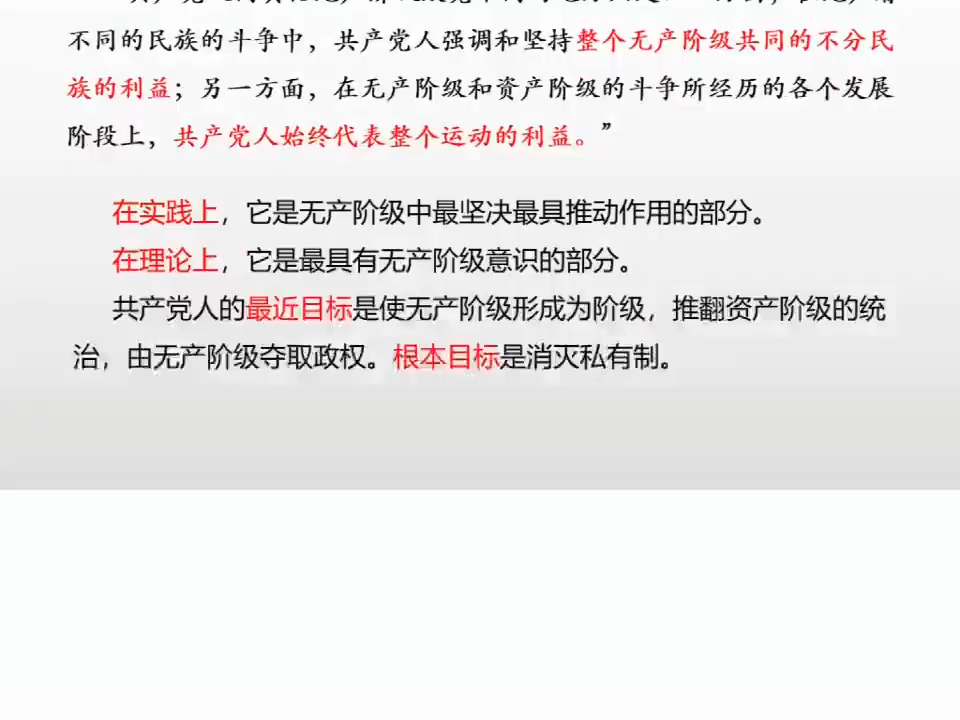 不同的民族的斗争中，共产党人强调和坚持整个无产阶级共同的不分民
族的利益；另一方面，在无产阶级和资产阶级的斗争所经历的各个发展
阶段上，共产党人始终代表整个运动的利益。”
在实践上，它是无产阶级中最坚决最具推动作用的部分。
在理论上，它是最具有无产阶级意识的部分。
共产党人的最近目标是使无产阶级形成为阶级，推翻资产阶级的统
治，由无产阶级夺取政权。根本目标是消灭私有制。